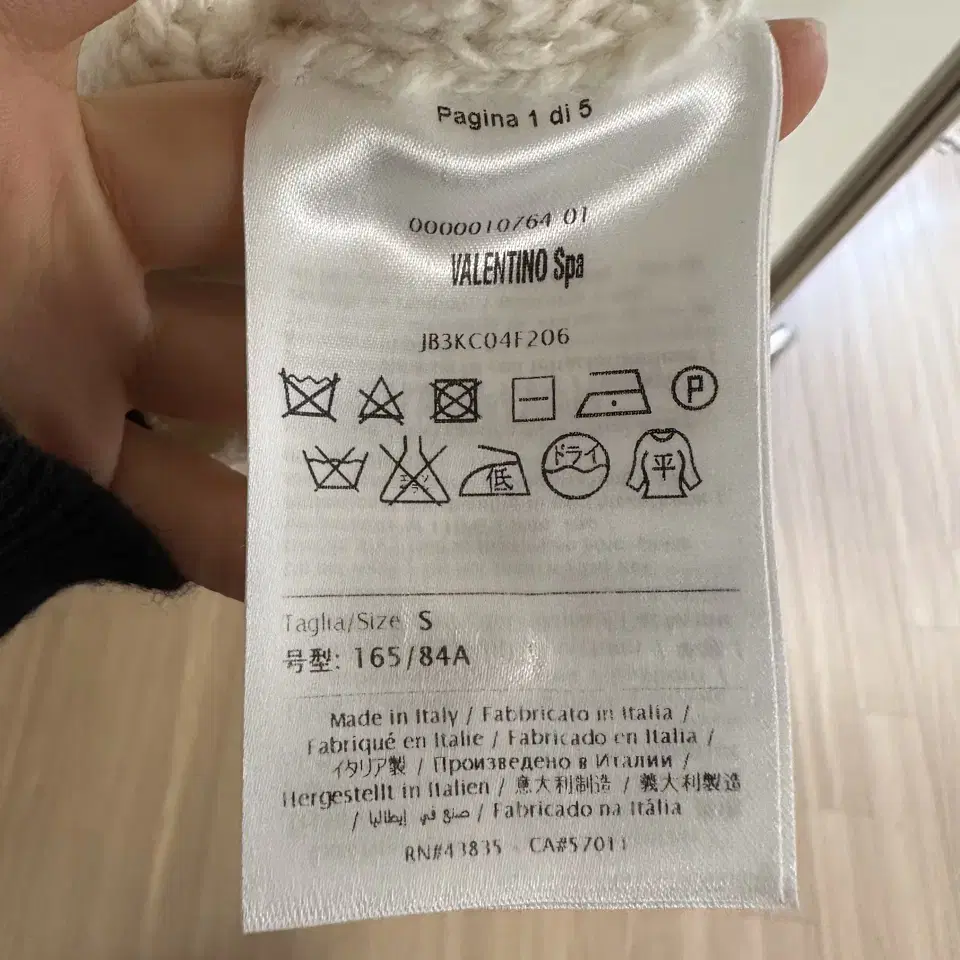 Pagina 1 di 5
0000010764 01
VALENTINO Spa
JB3KC04F206
P
低 ドライ 平
Taglia/Size S
号型: 165/84A
Made in Italy / Fabbricato in Italia /
Fabriqué en Italie / Fabricado en Italia /
イタリア製 / Произведено в Италии /
Hergestellt in Italien / 意大利制造 / 義大利製造
/ صنع في إيطاليا / Fabricado na Itália
RN#43835 - CA#57011